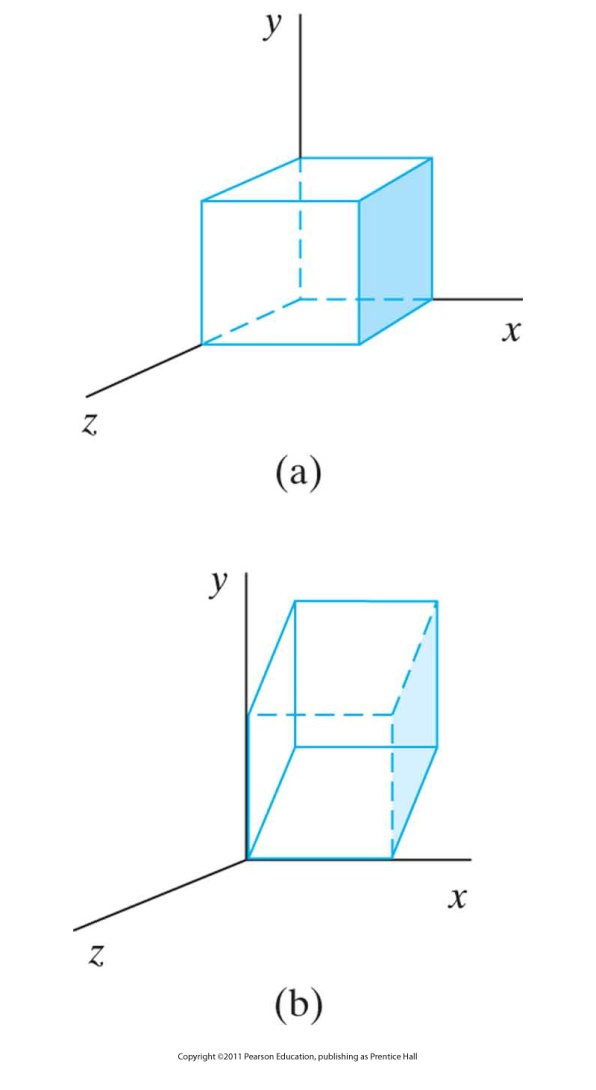 y
x
z
(a)
y
x
z
(b)
Copyright ©2011 Pearson Education, publishing as Prentice Hall